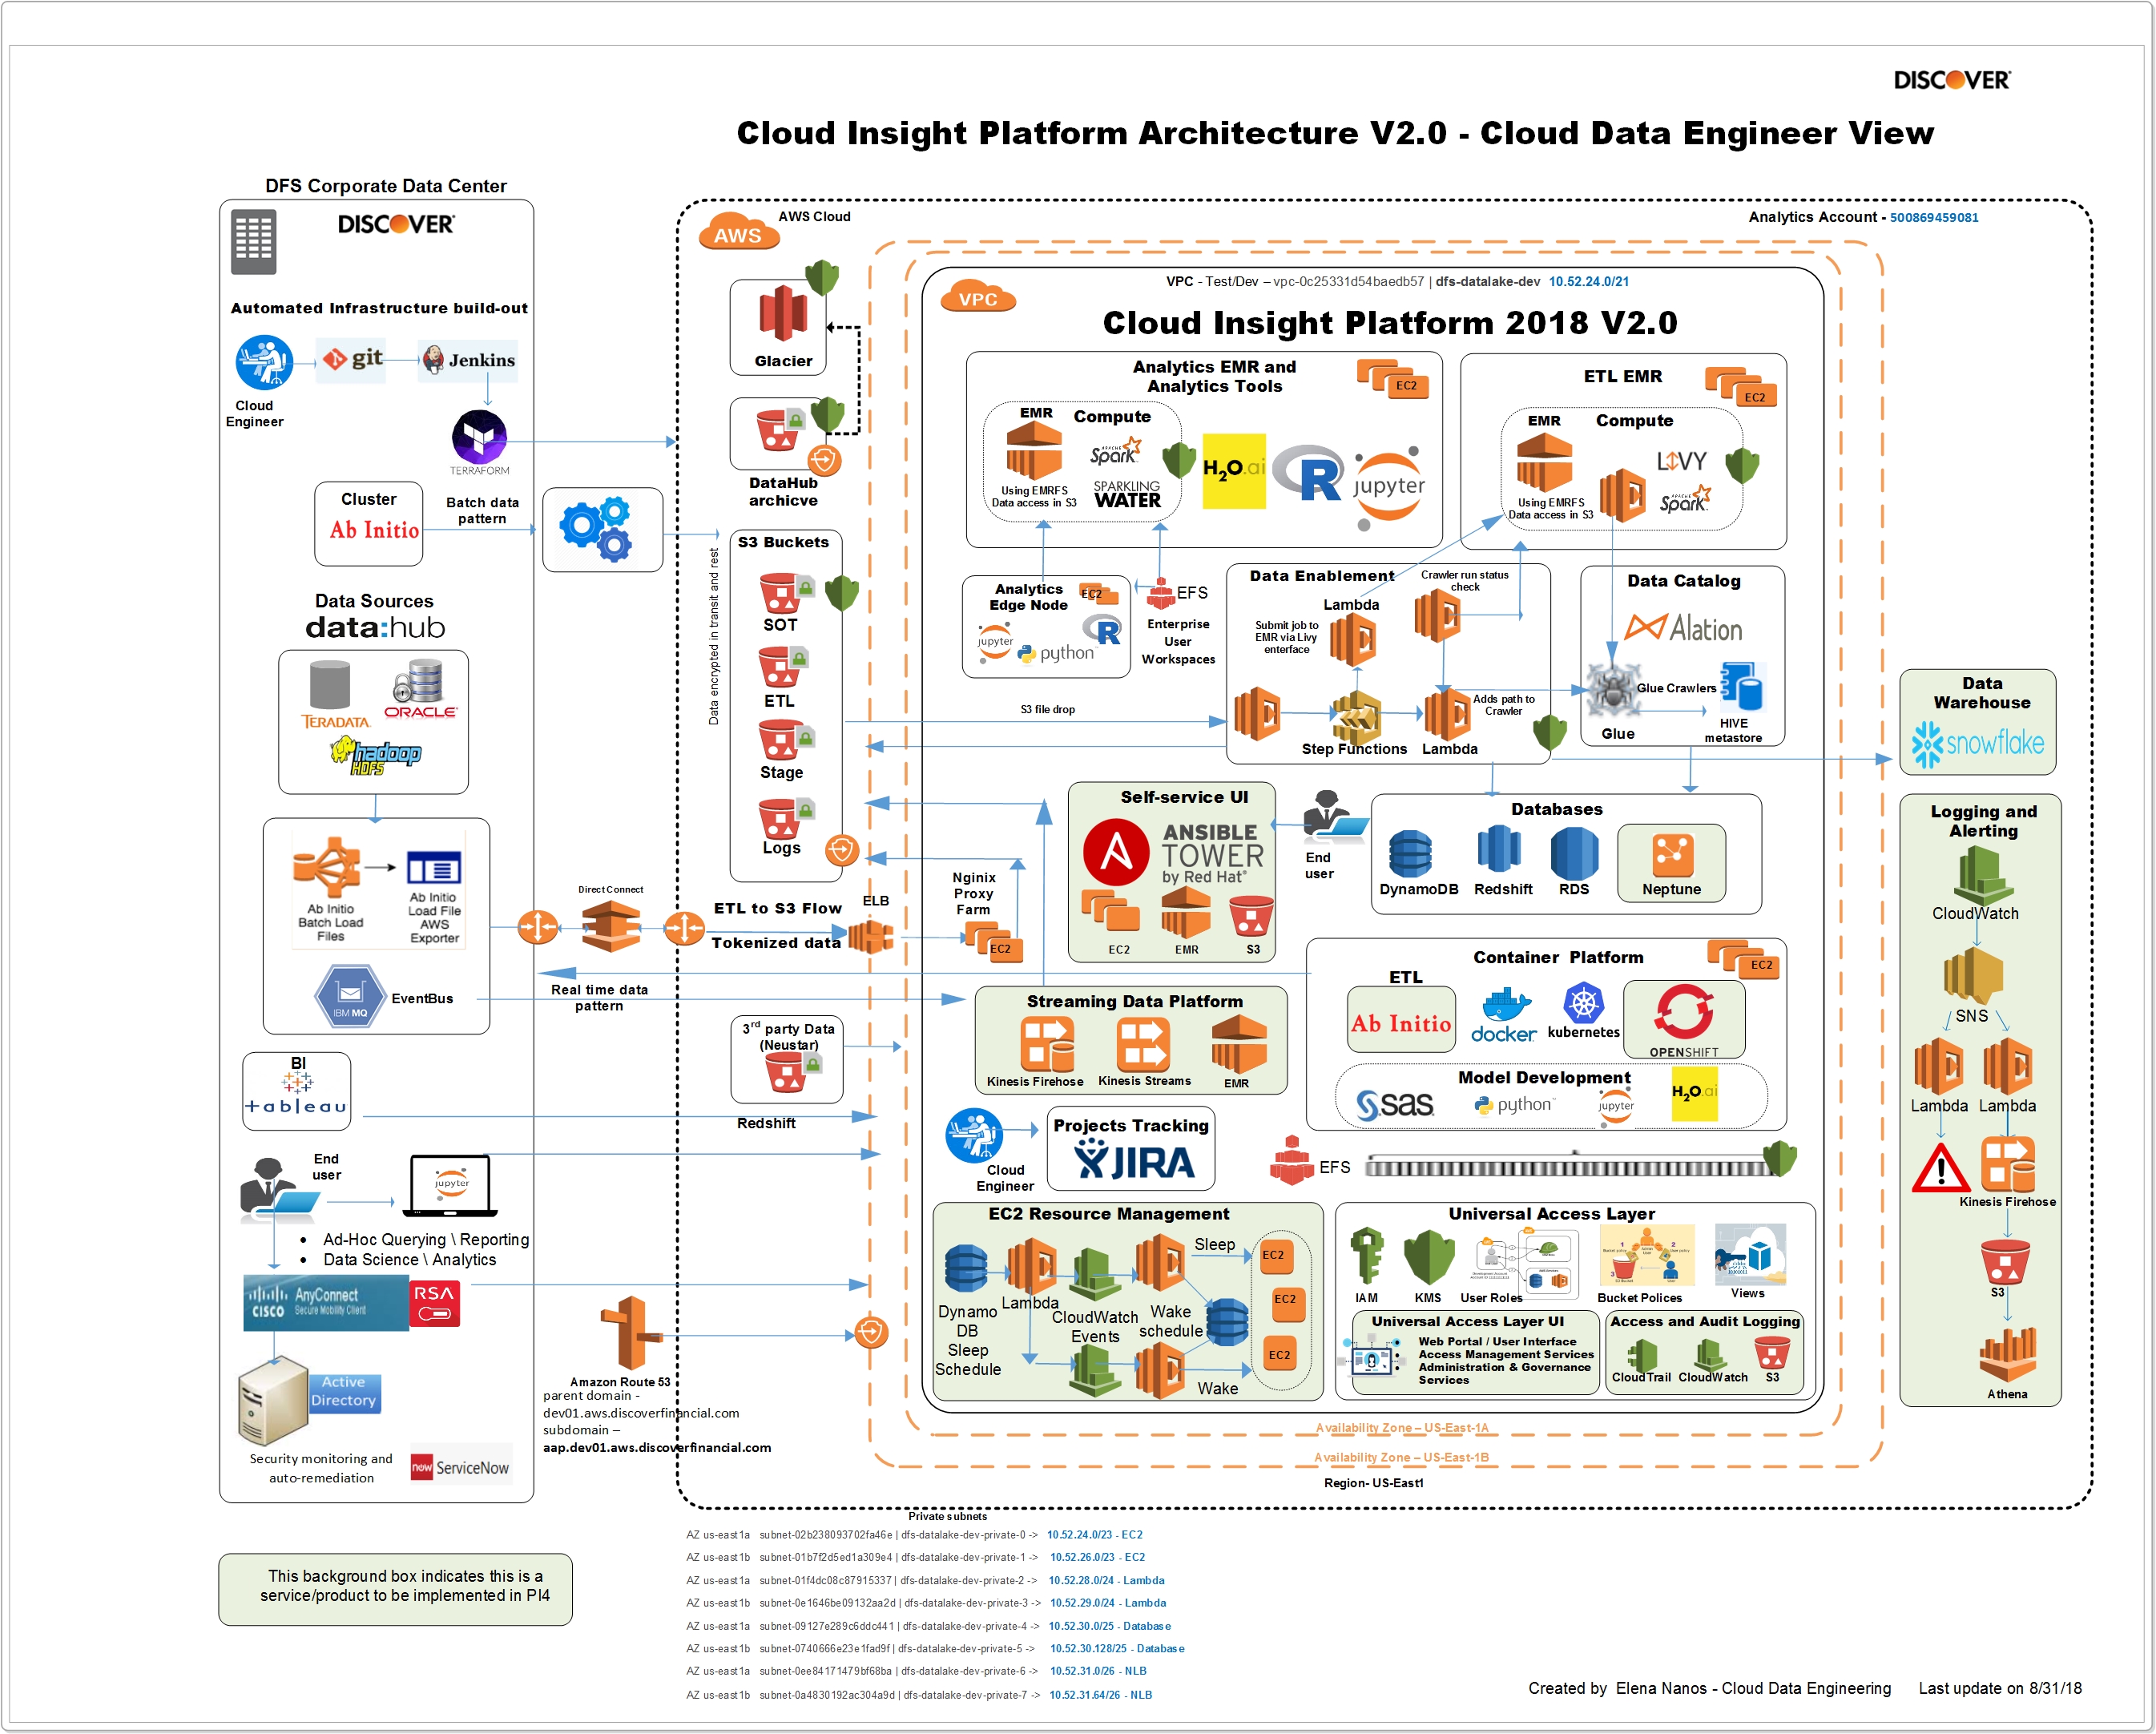 DISCOVER
Cloud Insight Platform Architecture V2.0 - Cloud Data Engineer View
DFS Corporate Data Center
DISCOVER
Automated Infrastructure build-out
Cloud
Engineer
git
Jenkins
TERRAFORM
Cluster
Ab Initio
Batch data
pattern
Data Sources
data:hub
TERADATA
ORACLE
hadoop
HDFS
Ab Initio
Batch Load
Files
Ab Initio
Load File
AWS
Exporter
IBM MQ
EventBus
BI
+ableau
End
user
jupyter
• Ad-Hoc Querying \ Reporting
• Data Science \ Analytics
CISCO
AnyConnect
Secure Mobility Client
RSA
Active
Directory
Security monitoring and
auto-remediation
now ServiceNow
Direct Connect
Real time data
pattern
Amazon Route 53
parent domain -
dev01.aws.discoverfinancial.com
subdomain –
aap.dev01.aws.discoverfinancial.com
AWS
AWS Cloud
Analytics Account - 500869459081
Glacier
DataHub
archicve
Data encrypted in transit and rest
S3 Buckets
SOT
ETL
Stage
Logs
ETL to S3 Flow
Tokenized data
ELB
3rd party Data
(Neustar)
Redshift
VPC
VPC - Test/Dev – vpc-0c25331d54baedb57 | dfs-datalake-dev 10.52.24.0/21
Cloud Insight Platform 2018 V2.0
Analytics EMR and
Analytics Tools
EC2
EMR
Compute
Using EMRFS
Data access in S3
APACHE
Spark
SPARKLING
WATER
H2O.ai
R
jupyter
ETL EMR
EC2
EMR
Compute
Using EMRFS
Data access in S3
LIVY
APACHE
Spark
Analytics
Edge Node
EC2
jupyter
python
R
EFS
Enterprise
User
Workspaces
Data Enablement
Crawler run status
check
Lambda
Submit job to
EMR via Livy
enterface
Step Functions
Lambda
Adds path to
Crawler
S3 file drop
Data Catalog
Alation
Glue Crawlers
Glue
HIVE
metastore
Data
Warehouse
snowflake
Self-service UI
A
ANSIBLE
TOWER
by Red Hat
EC2
EMR
S3
End
user
Databases
DynamoDB
Redshift
RDS
Neptune
Nginix
Proxy
Farm
EC2
Streaming Data Platform
Kinesis Firehose
Kinesis Streams
EMR
Container Platform
EC2
ETL
Ab Initio
docker
kubernetes
OPENSHIFT
Model Development
sas
python
jupyter
H2O.ai
Cloud
Engineer
Projects Tracking
JIRA
EFS
EC2 Resource Management
Dynamo
DB
Sleep
Schedule
Lambda
CloudWatch
Events
Wake
schedule
Sleep
Wake
EC2
EC2
EC2
Universal Access Layer
IAM
KMS
User Roles
Bucket Polices
Views
Universal Access Layer UI
Web Portal / User Interface
Access Management Services
Administration & Governance
Services
Access and Audit Logging
CloudTrail
CloudWatch
S3
Logging and
Alerting
CloudWatch
SNS
Lambda
Lambda
Kinesis Firehose
S3
Athena
Availability Zone – US-East-1A
Availability Zone – US-East-1B
Region- US-East1
Private subnets
AZ us-east1a subnet-02b238093702fa46e | dfs-datalake-dev-private-0 -> 10.52.24.0/23 - EC2
AZ us-east1b subnet-01b7f2d5ed1a309e4 | dfs-datalake-dev-private-1 -> 10.52.26.0/23 - EC2
AZ us-east1a subnet-01f4dc08c87915337 | dfs-datalake-dev-private-2 -> 10.52.28.0/24 - Lambda
AZ us-east1b subnet-0e1646be09132aa2d | dfs-datalake-dev-private-3 -> 10.52.29.0/24 - Lambda
AZ us-east1a subnet-09127e289c6ddc441 | dfs-datalake-dev-private-4 -> 10.52.30.0/25 - Database
AZ us-east1b subnet-0740666e23e1fad9f | dfs-datalake-dev-private-5 -> 10.52.30.128/25 - Database
AZ us-east1a subnet-0ee84171479bf68ba | dfs-datalake-dev-private-6 -> 10.52.31.0/26 - NLB
AZ us-east1b subnet-0a4830192ac304a9d | dfs-datalake-dev-private-7 -> 10.52.31.64/26 - NLB
This background box indicates this is a
service/product to be implemented in PI4
Created by Elena Nanos - Cloud Data Engineering Last update on 8/31/18